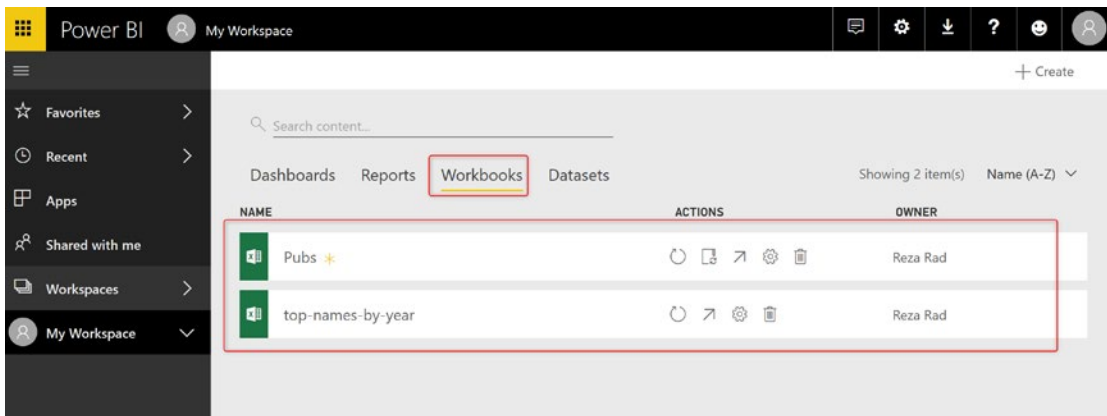 Power BI My Workspace ?
+ Create
Favorites
Search content...
Recent
Dashboards Reports Workbooks Datasets Showing 2 item(s) Name (A-Z)
Apps
NAME ACTIONS OWNER
Shared with me
Pubs Reza Rad
Workspaces
top-names-by-year Reza Rad
My Workspace